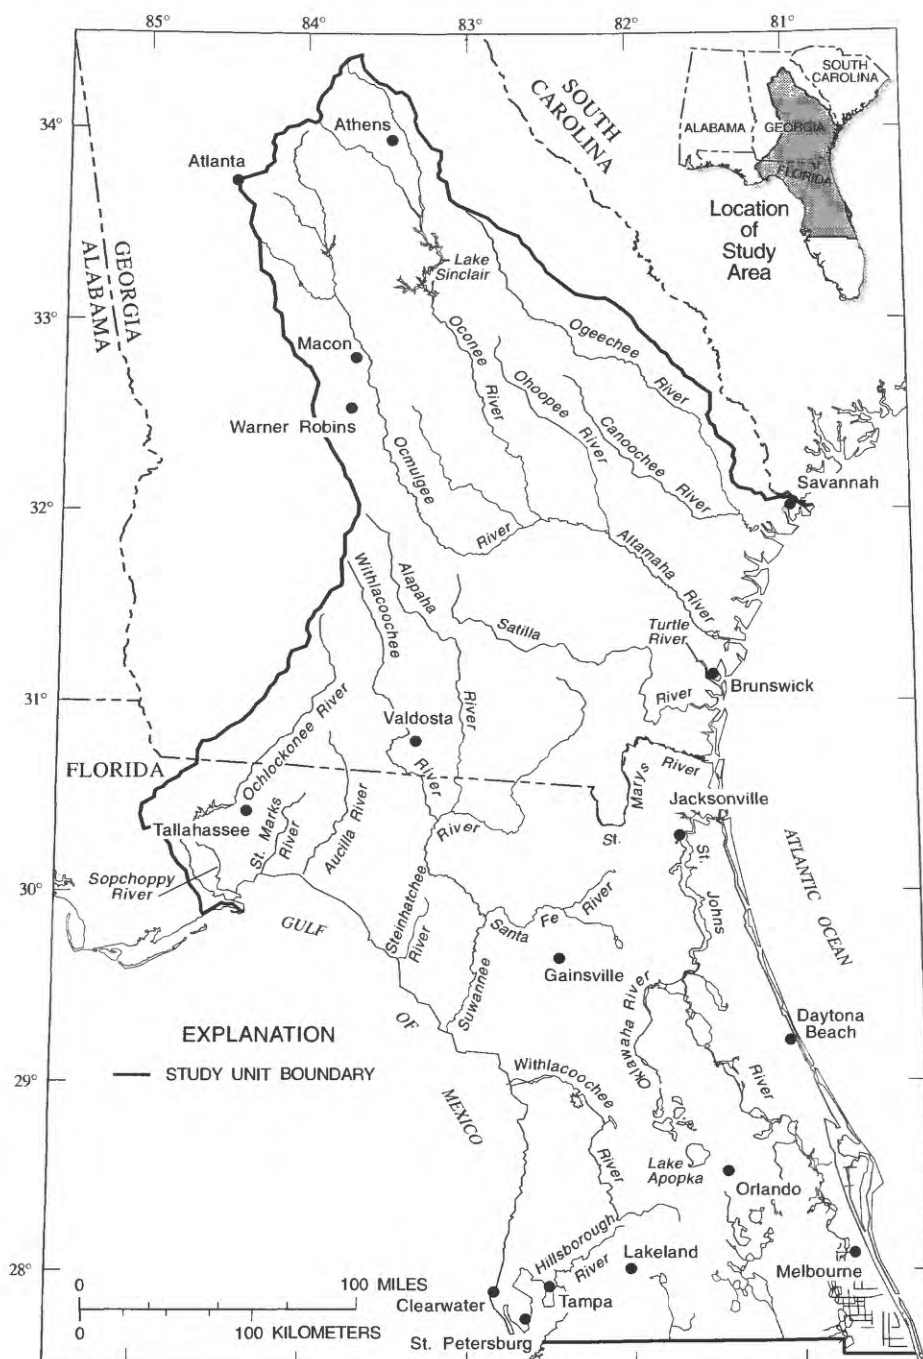 85°
84°
83°
82°
81°
34°
33°
32°
31°
30°
29°
28°
SOUTH
CAROLINA
GEORGIA
ALABAMA
FLORIDA
ALABAMA
GEORGIA
SOUTH
CAROLINA
FLORIDA
Location
of
Study
Area
Athens
Atlanta
Lake
Sinclair
Macon
Warner Robins
Oconee
River
Ogeechee
River
Ohoopee
River
Canoochee
River
Ocmulgee
River
Savannah
Altamaha
River
Withlacoochee
River
Alapaha
River
Satilla
River
Turtle
River
Brunswick
Valdosta
Ochlockonee River
Tallahassee
St. Marks
River
Aucilla River
Sopchoppy
River
St.
Marys
River
Jacksonville
St.
Johns
River
ATLANTIC OCEAN
River
Steinhatchee
River
Santa
Fe
River
Suwannee
Gainsville
GULF
OF
MEXICO
Oklawaha River
Daytona
Beach
EXPLANATION
STUDY UNIT BOUNDARY
Withlacoochee
River
Lake
Apopka
Orlando
Hillsborough
River
Lakeland
Melbourne
Clearwater
Tampa
St. Petersburg
0 100 MILES
0 100 KILOMETERS